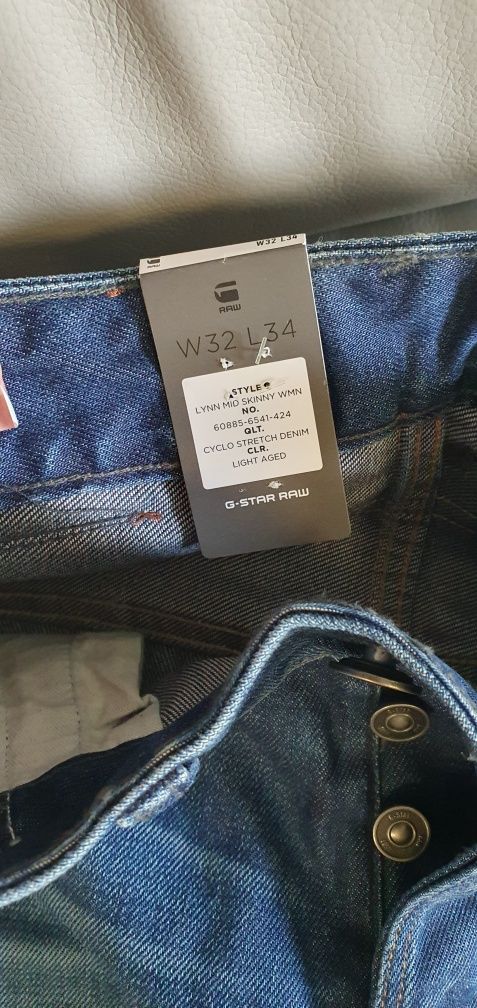 W32 L34
RAW
RAW
W32 L34
STYLE
LYNN MID SKINNY WMN
NO.
60885-6541-424
QLT.
CYCLO STRETCH DENIM
CLR.
LIGHT AGED
G-STAR RAW